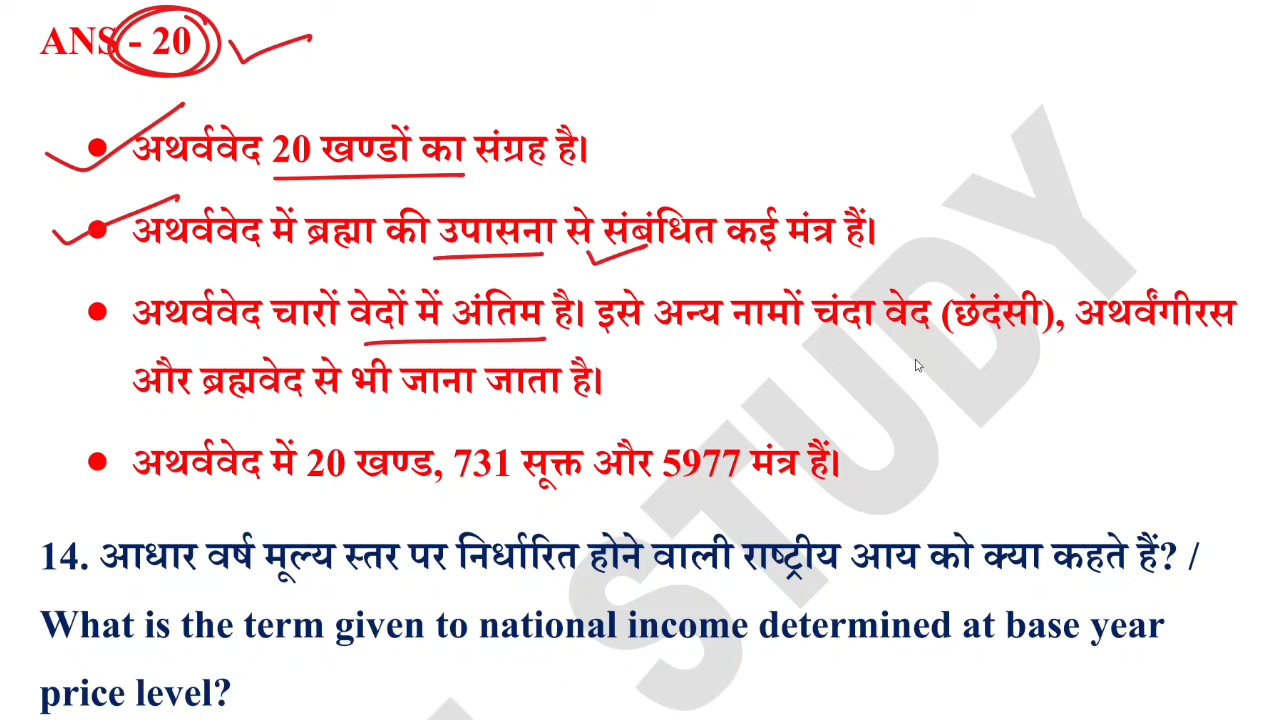 ANS - 20
• अथर्ववेद 20 खण्डों का संग्रह है।
• अथर्ववेद में ब्रह्मा की उपासना से संबंधित कई मंत्र हैं।
• अथर्ववेद चारों वेदों में अंतिम है। इसे अन्य नामों चंदा वेद (छंदंसी), अथर्वंगीरस
और ब्रह्मवेद से भी जाना जाता है।
• अथर्ववेद में 20 खण्ड, 731 सूक्त और 5977 मंत्र हैं।
14. आधार वर्ष मूल्य स्तर पर निर्धारित होने वाली राष्ट्रीय आय को क्या कहते हैं? /
What is the term given to national income determined at base year
price level?
STUDY